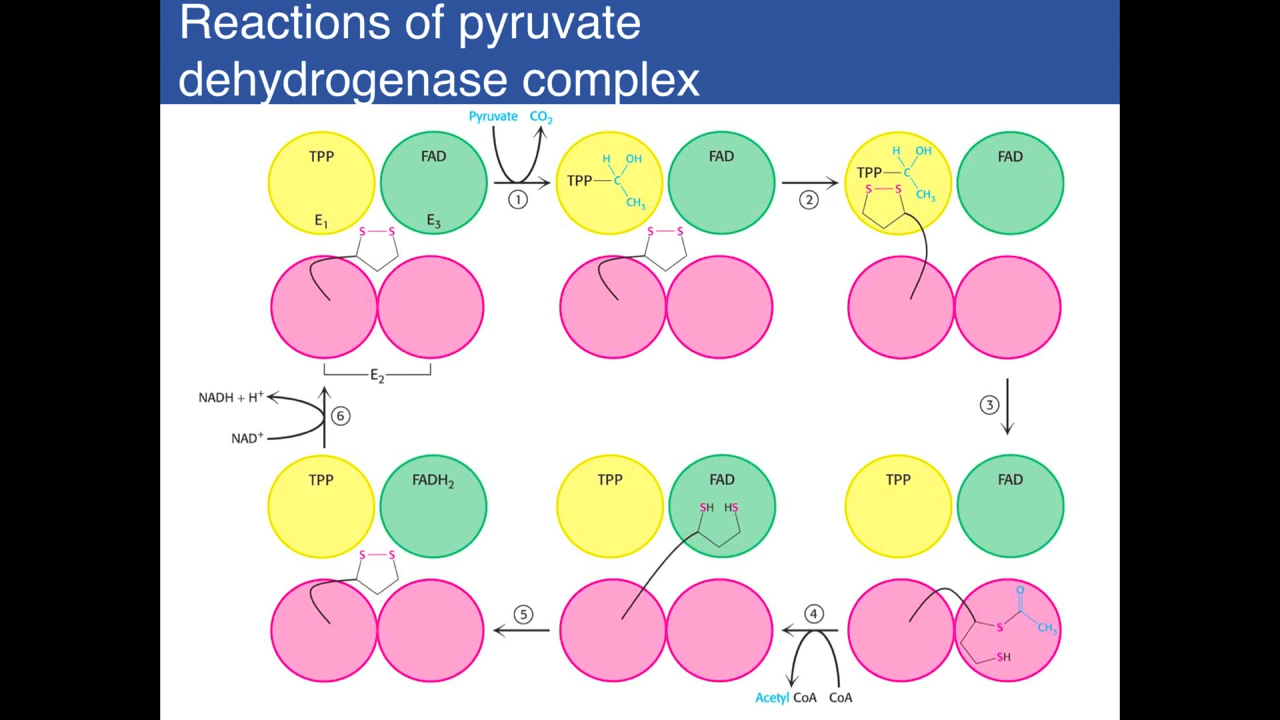 Reactions of pyruvate
dehydrogenase complex
Pyruvate CO₂
TPP
FAD
E₁
E₃
S S
①
H OH
TPP C
CH₃
FAD
S S
②
H OH
TPP C
CH₃
S S
FAD
E₂
③
NADH + H⁺
⑥
NAD⁺
TPP
FADH₂
S S
⑤
TPP
FAD
SH HS
④
Acetyl CoA CoA
TPP
FAD
O
S CH₃
SH